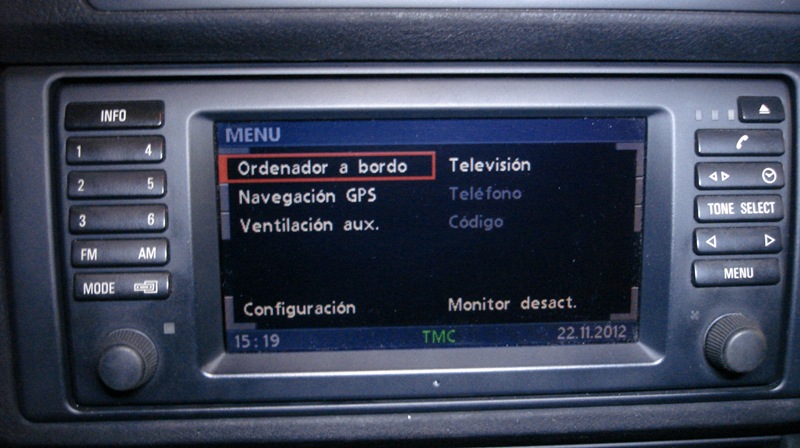 INFO
1 4
2 5
3 6
FM AM
MODE
MENU
Ordenador a bordo
Televisión
Navegación GPS
Teléfono
Ventilación aux.
Código
Configuración
Monitor desact.
15:19
TMC
22.11.2012
TONE SELECT
MENU